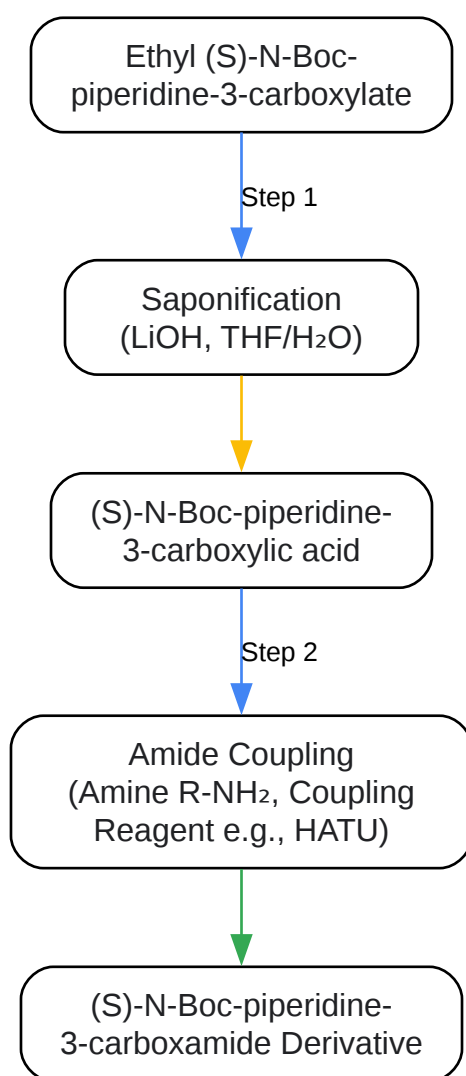 Ethyl (S)-N-Boc-
piperidine-3-carboxylate
Step 1
Saponification
(LiOH, THF/H₂O)
(S)-N-Boc-piperidine-
3-carboxylic acid
Step 2
Amide Coupling
(Amine R-NH₂, Coupling
Reagent e.g., HATU)
(S)-N-Boc-piperidine-
3-carboxamide Derivative